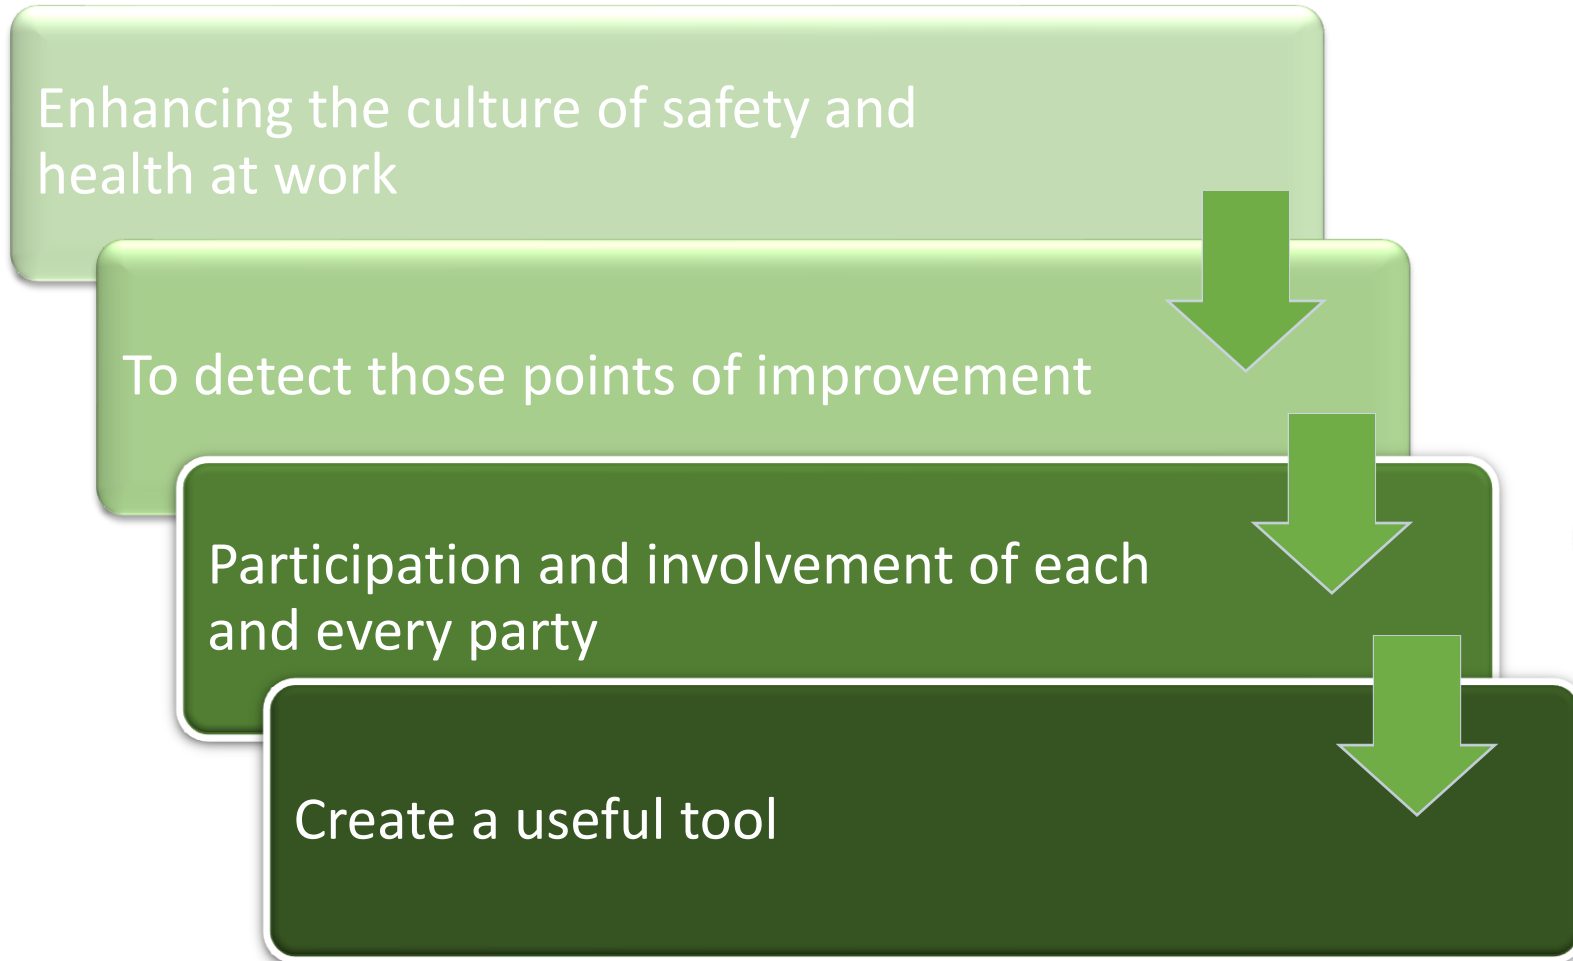 Enhancing the culture of safety and
health at work
To detect those points of improvement
Participation and involvement of each
and every party
Create a useful tool